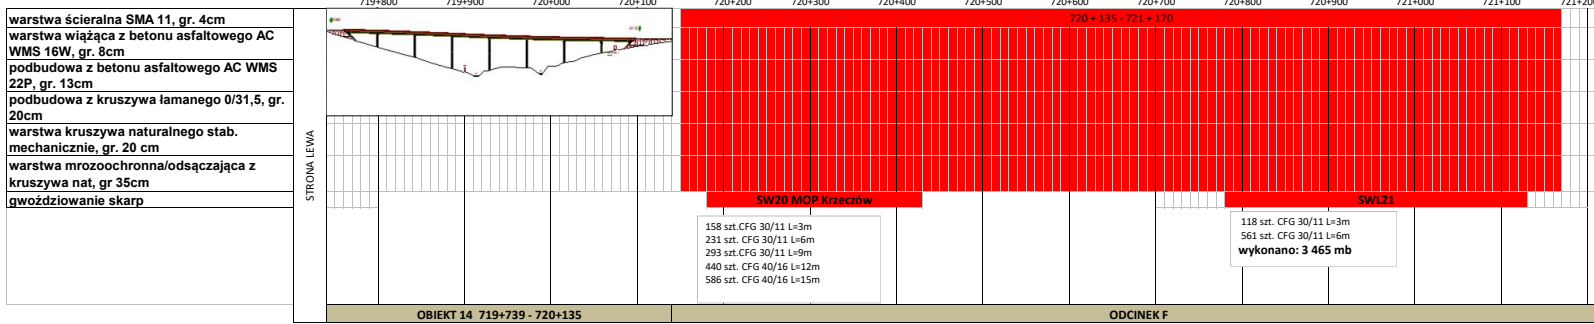 719+800 719+900 720+000 720+100 720+200 720+300 720+400 720+500 720+600 720+700 720+800 720+900 721+000 721+100 721+200
warstwa ścieralna SMA 11, gr. 4cm
720 + 135 - 721 + 170
warstwa wiążąca z betonu asfaltowego AC
WMS 16W, gr. 8cm
podbudowa z betonu asfaltowego AC WMS
22P, gr. 13cm
podbudowa z kruszywa łamanego 0/31,5, gr.
20cm
warstwa kruszywa naturalnego stab.
mechanicznie, gr. 20 cm
warstwa mrozoochronna/odsączająca z
kruszywa nat, gr 35cm
gwoździowanie skarp
STRONA LEWA
SW20 MOP Krzeczów
SWL21
158 szt.CFG 30/11 L=3m
231 szt. CFG 30/11 L=6m
293 szt.CFG 30/11 L=9m
440 szt. CFG 40/16 L=12m
586 szt. CFG 40/16 L=15m
118 szt. CFG 30/11 L=3m
561 szt. CFG 30/11 L=6m
wykonano: 3 465 mb
OBIEKT 14 719+739 - 720+135
ODCINEK F